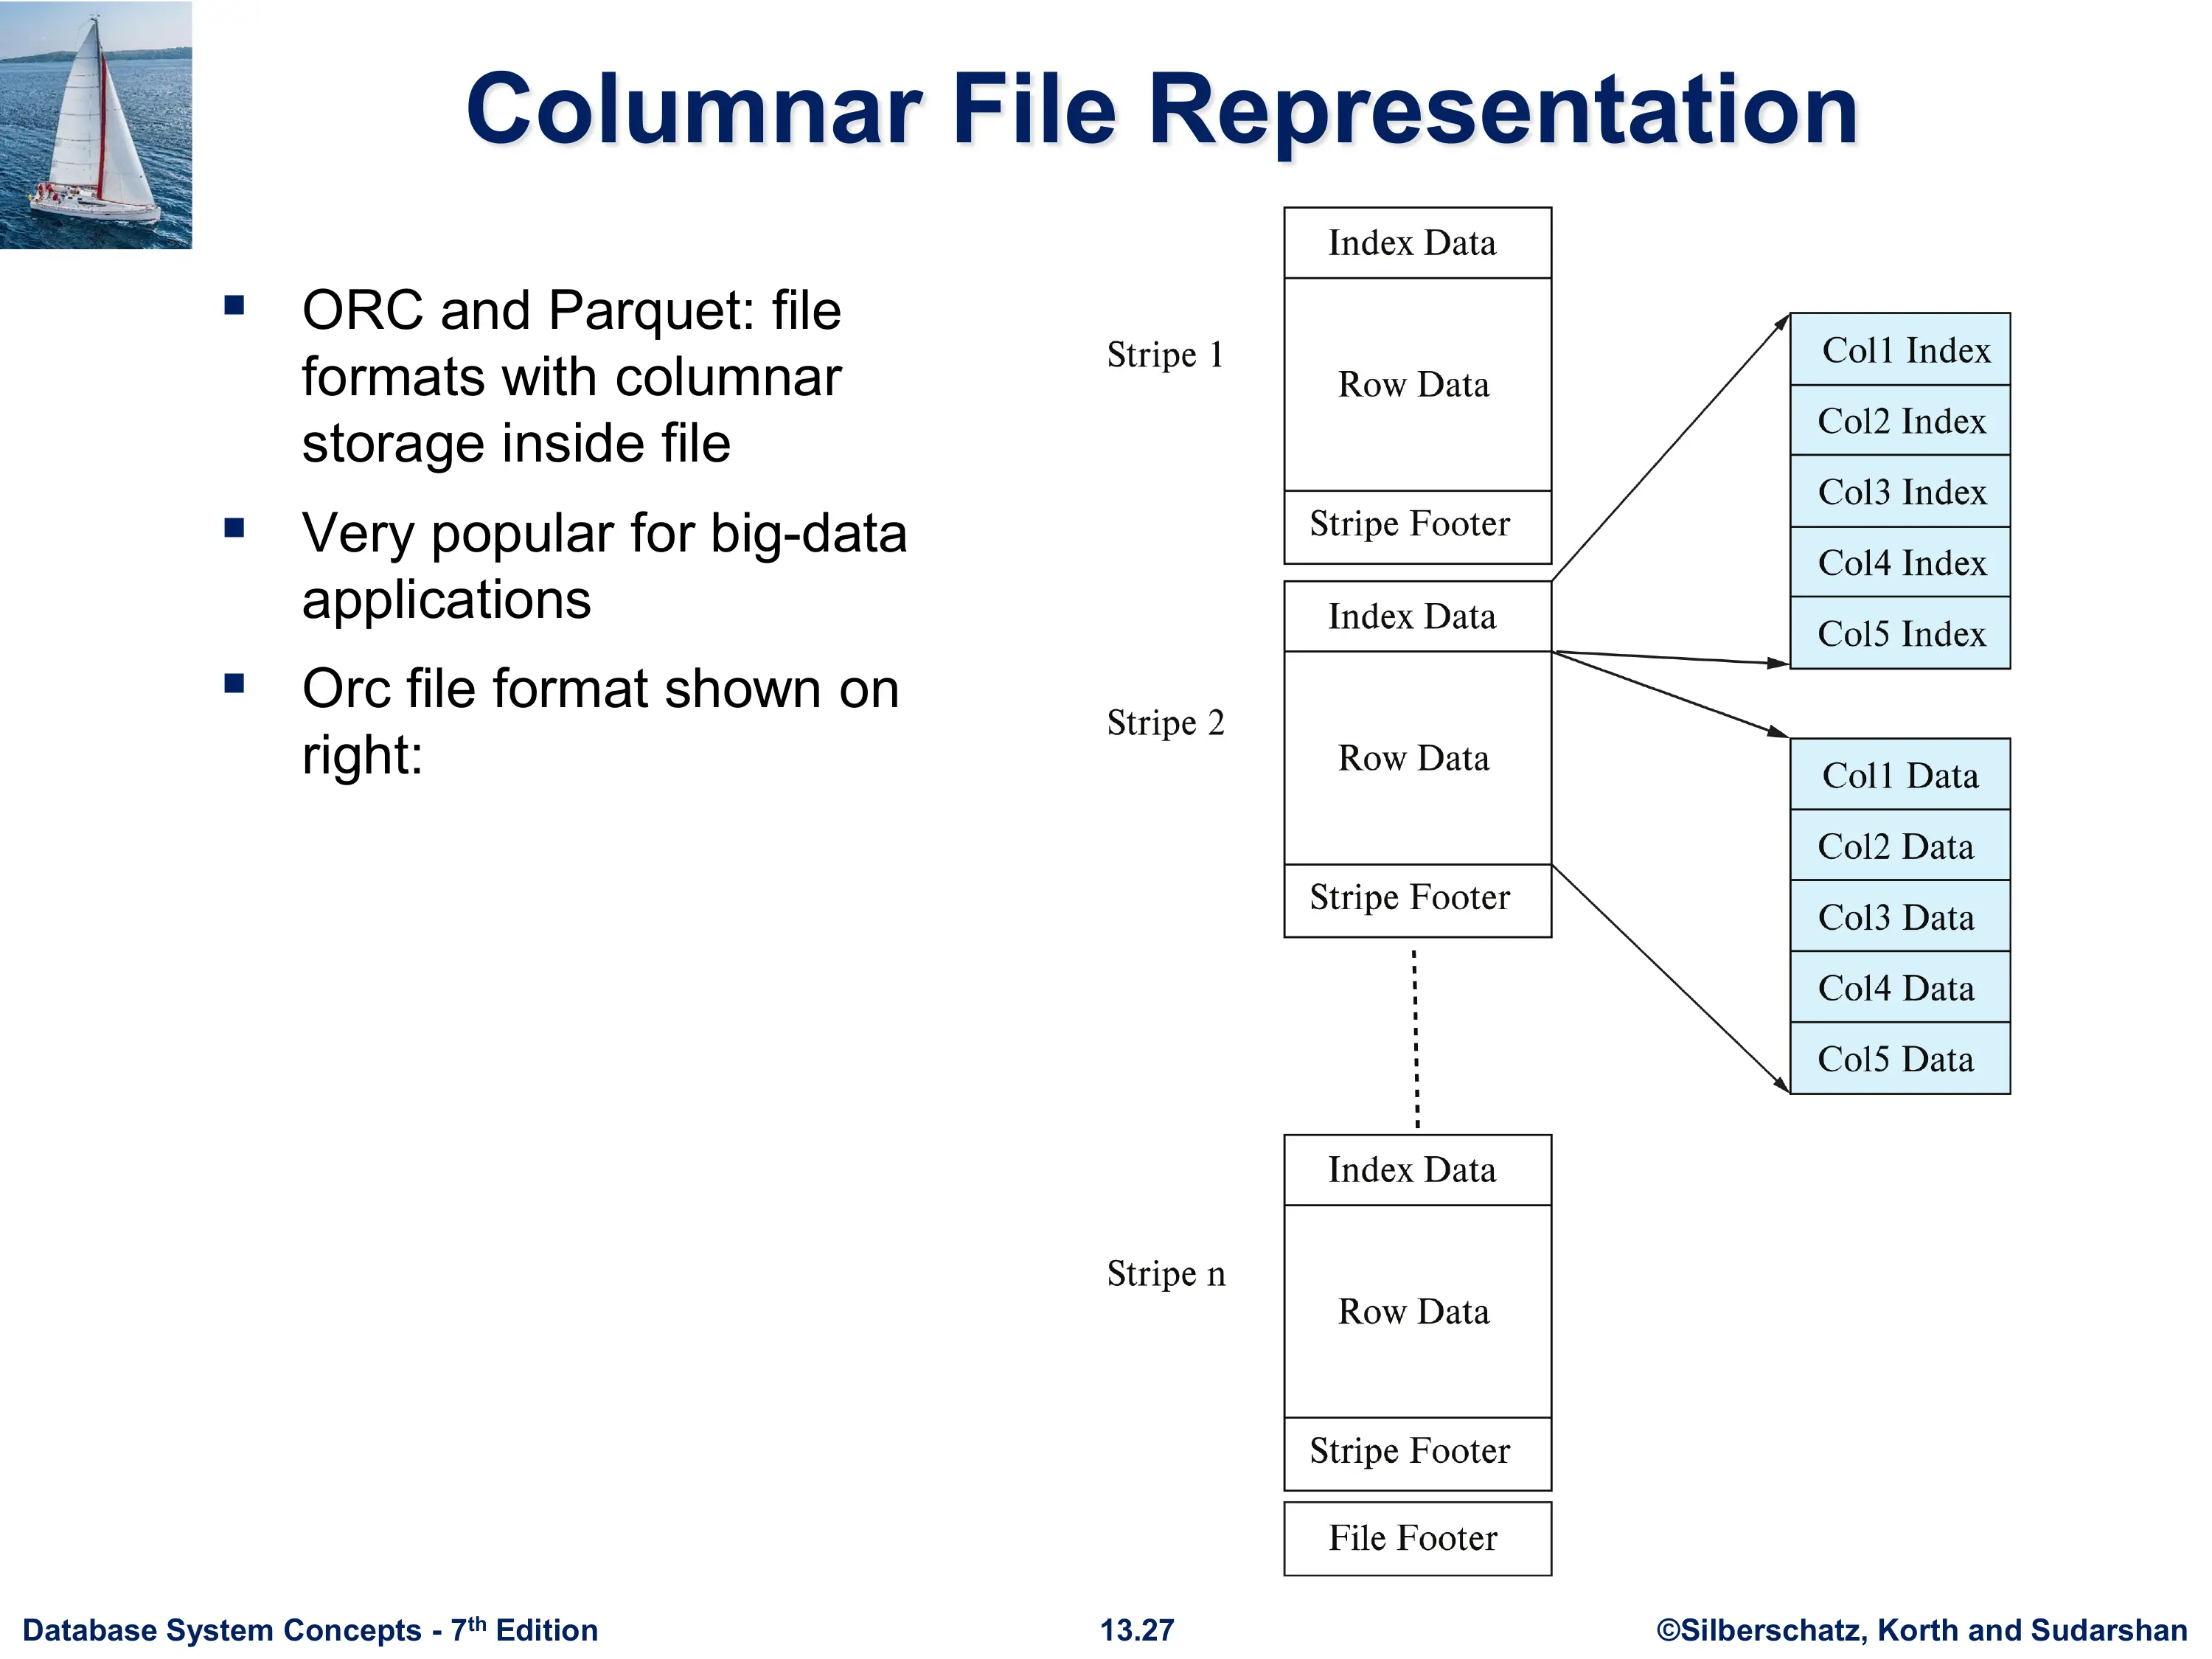 Columnar File Representation
ORC and Parquet: file
formats with columnar
storage inside file
Very popular for big-data
applications
Orc file format shown on
right:
Stripe 1
Index Data
Row Data
Stripe Footer
Stripe 2
Index Data
Row Data
Stripe Footer
Col1 Index
Col2 Index
Col3 Index
Col4 Index
Col5 Index
Col1 Data
Col2 Data
Col3 Data
Col4 Data
Col5 Data
Stripe n
Index Data
Row Data
Stripe Footer
File Footer
Database System Concepts - 7th Edition
13.27
©Silberschatz, Korth and Sudarshan